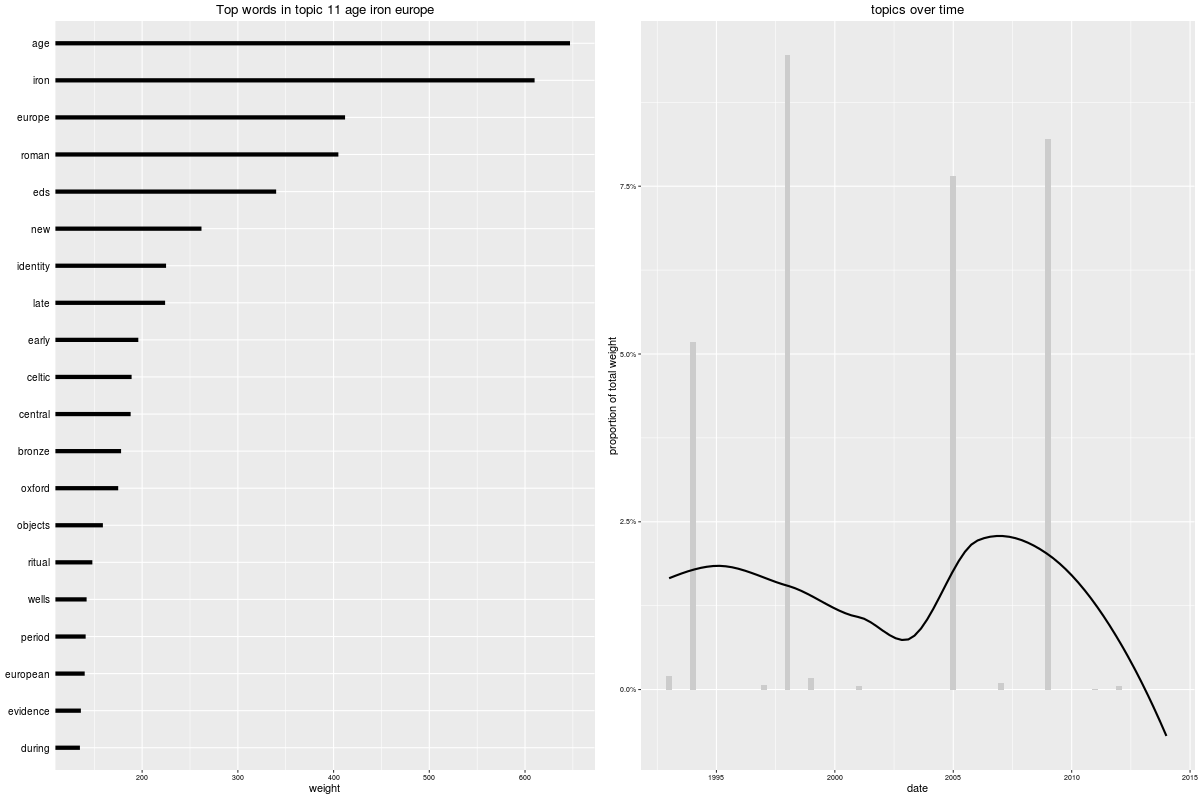 Top words in topic 11 age iron europe
age
iron
europe
roman
eds
new
identity
late
early
celtic
central
bronze
oxford
objects
ritual
wells
period
european
evidence
during
200 300 400 500 600
weight
topics over time
proportion of total weight
7.5%
5.0%
2.5%
0.0%
1995 2000 2005 2010 2015
date